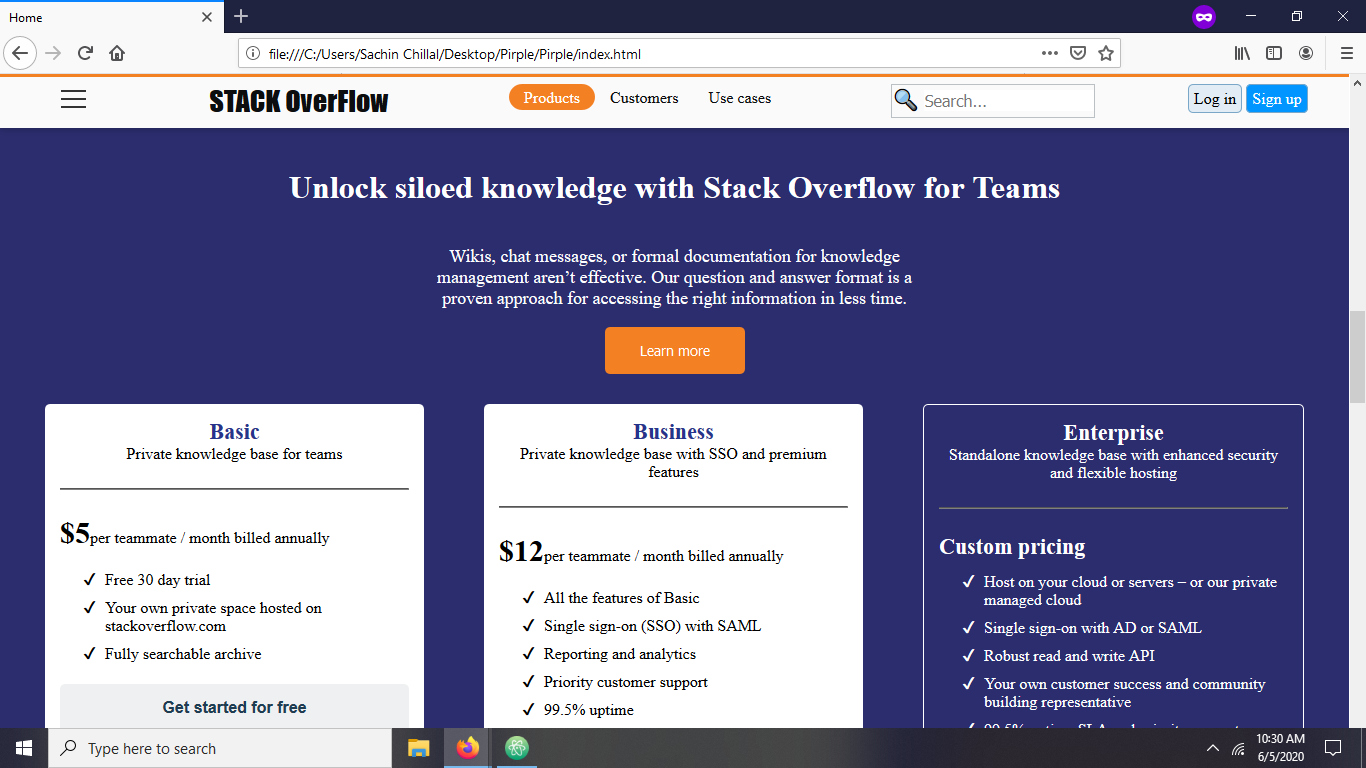 Home
file:///C:/Users/Sachin Chillal/Desktop/Pirple/Pirple/index.html
STACK OverFlow
Products
Customers
Use cases
Search...
Log in
Sign up
Unlock siloed knowledge with Stack Overflow for Teams
Wikis, chat messages, or formal documentation for knowledge
management aren’t effective. Our question and answer format is a
proven approach for accessing the right information in less time.
Learn more
Basic
Private knowledge base for teams
$5per teammate / month billed annually
✓ Free 30 day trial
✓ Your own private space hosted on
stackoverflow.com
✓ Fully searchable archive
Get started for free
Business
Private knowledge base with SSO and premium
features
$12per teammate / month billed annually
✓ All the features of Basic
✓ Single sign-on (SSO) with SAML
✓ Reporting and analytics
✓ Priority customer support
✓ 99.5% uptime
Enterprise
Standalone knowledge base with enhanced security
and flexible hosting
Custom pricing
✓ Host on your cloud or servers – or our private
managed cloud
✓ Single sign-on with AD or SAML
✓ Robust read and write API
✓ Your own customer success and community
building representative
Type here to search
10:30 AM
6/5/2020